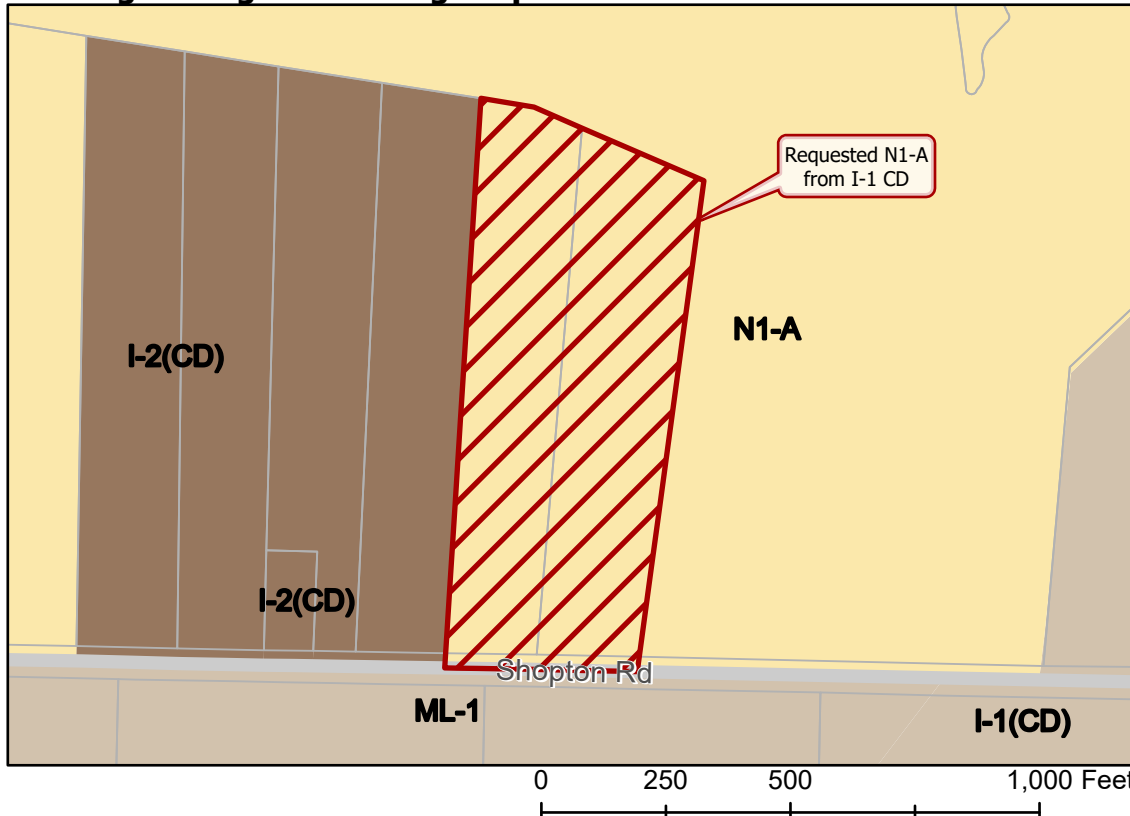 Requested N1-A
from I-1 CD
N1-A
I-2(CD)
I-2(CD)
Shopton Rd
ML-1
I-1(CD)
0 250 500 1,000 Feet